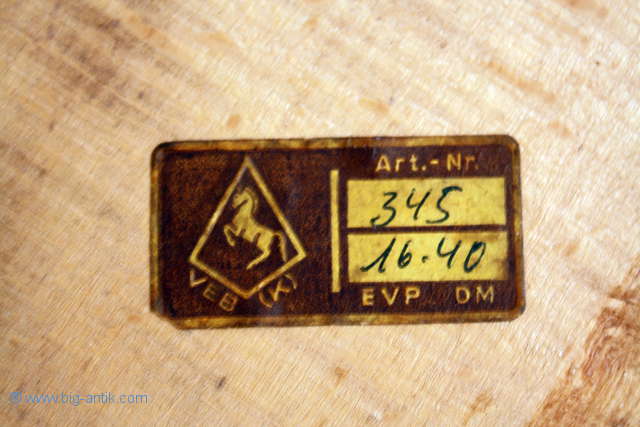 Art.-Nr.
345
16.40
EVP DM
VEB (K)
© www.big-antik.com